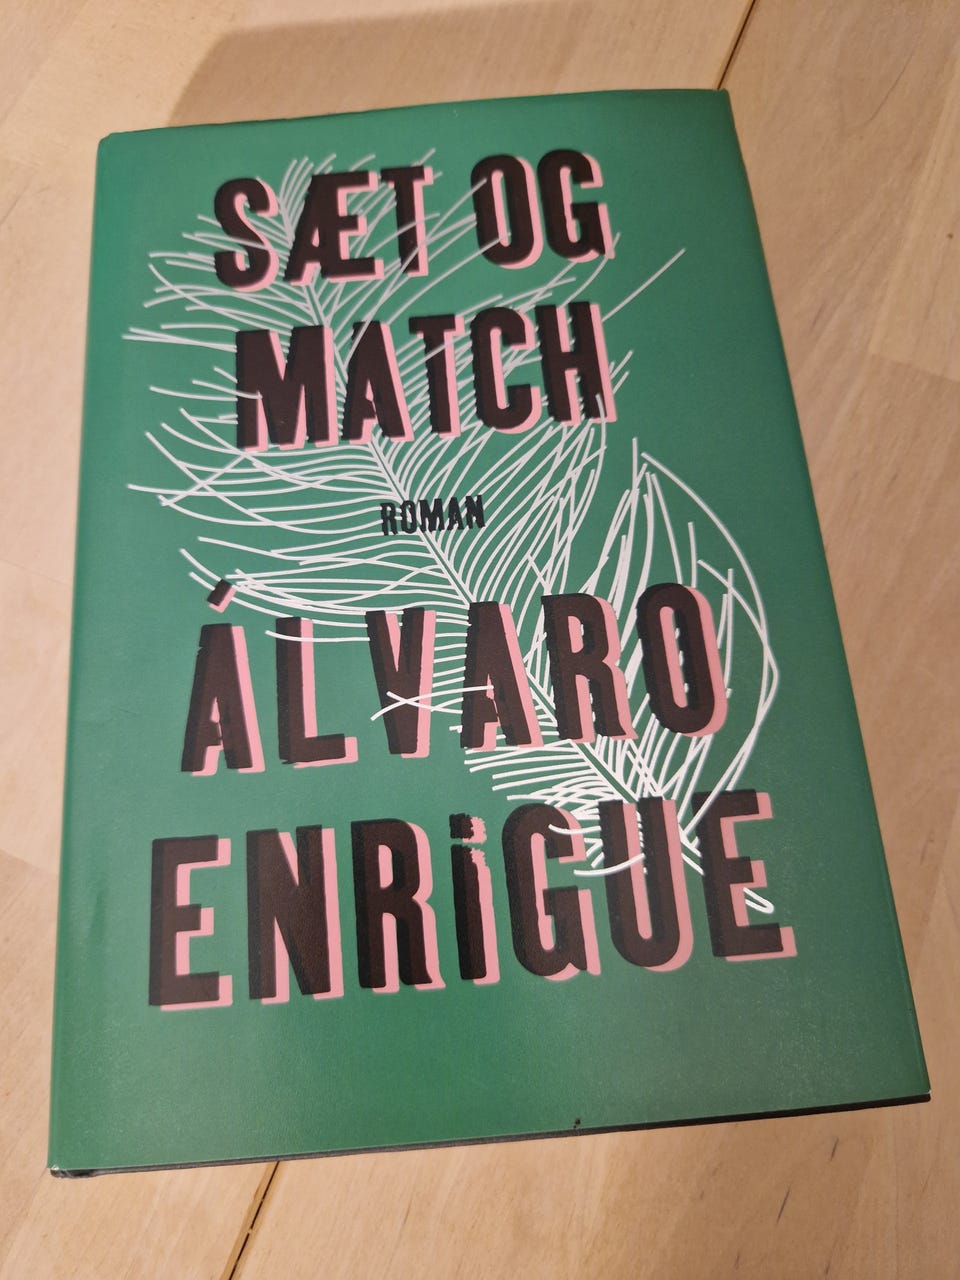 SÆT OG
MATCH
ROMAN
ÁLVARO
ENRiGUE